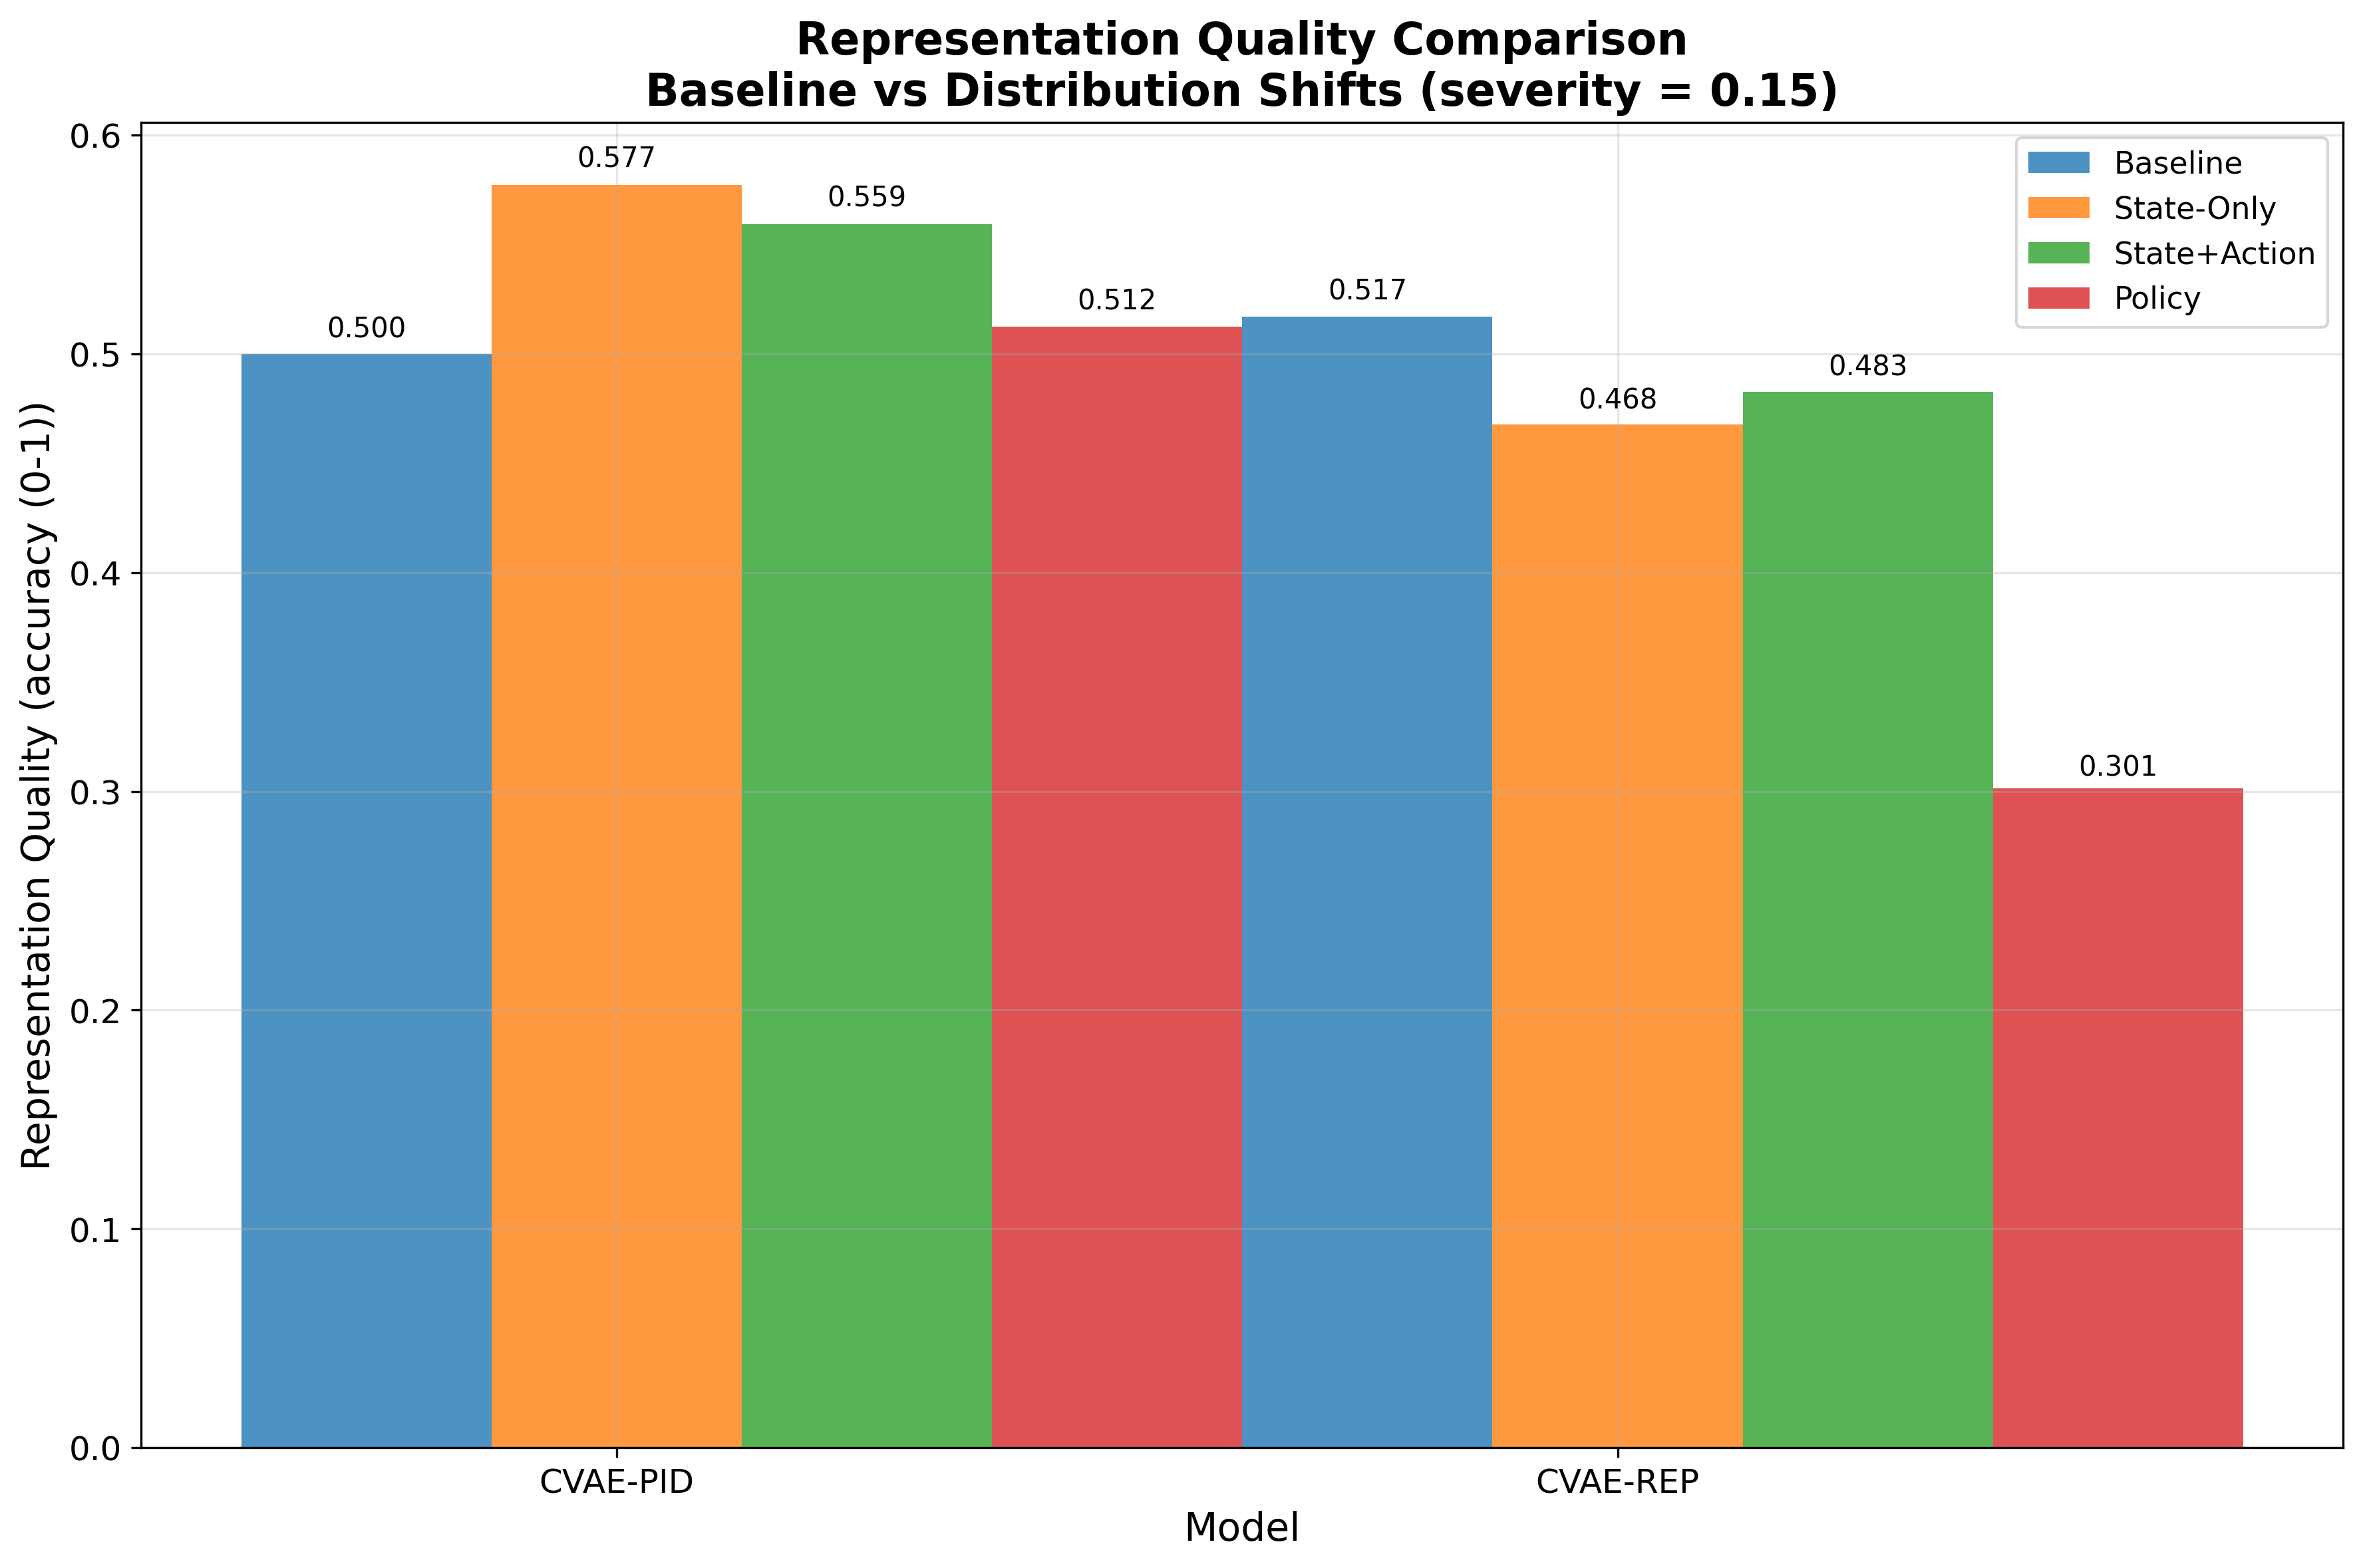 Representation Quality Comparison
Baseline vs Distribution Shifts (severity = 0.15)
Representation Quality (accuracy (0-1))
0.6
0.5
0.4
0.3
0.2
0.1
0.0
0.500
0.577
0.559
0.512
0.517
0.468
0.483
0.301
Baseline
State-Only
State+Action
Policy
CVAE-PID
CVAE-REP
Model